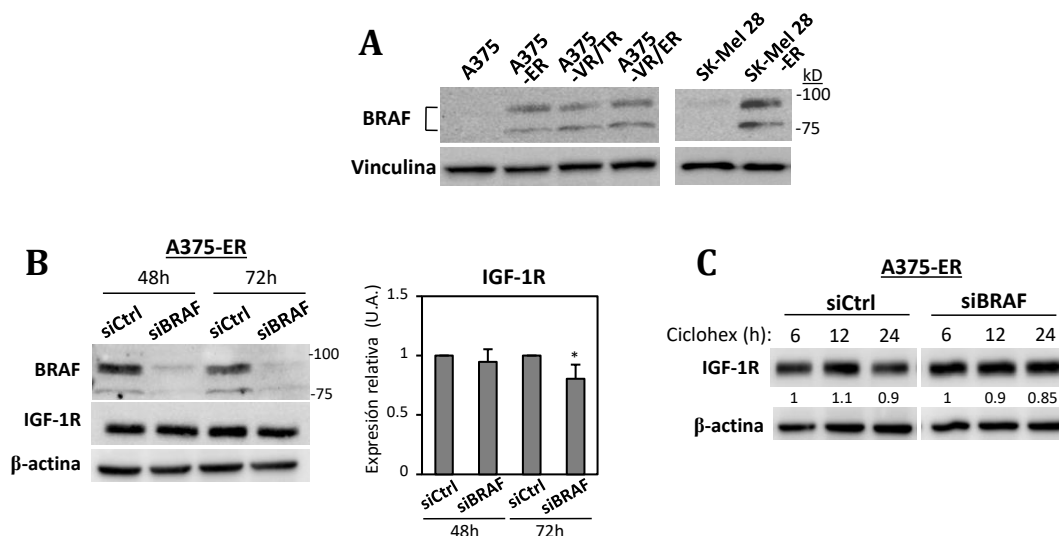 A
A375
A375
-ER
A375
-VR/TR
A375
-VR/ER
SK-Mel 28
SK-Mel 28
-ER
kD
-100
BRAF
-75
Vinculina
B
A375-ER
48h
72h
siCtrl
siBRAF
siCtrl
siBRAF
-100
BRAF
-75
IGF-1R
β-actina
IGF-1R
Expresión relativa (U.A.)
1.5
1
0.5
0
*
siCtrl
siBRAF
siCtrl
siBRAF
48h
72h
C
A375-ER
siCtrl
siBRAF
Ciclohex (h): 6 12 24 6 12 24
IGF-1R
1 1.1 0.9 1 0.9 0.85
β-actina